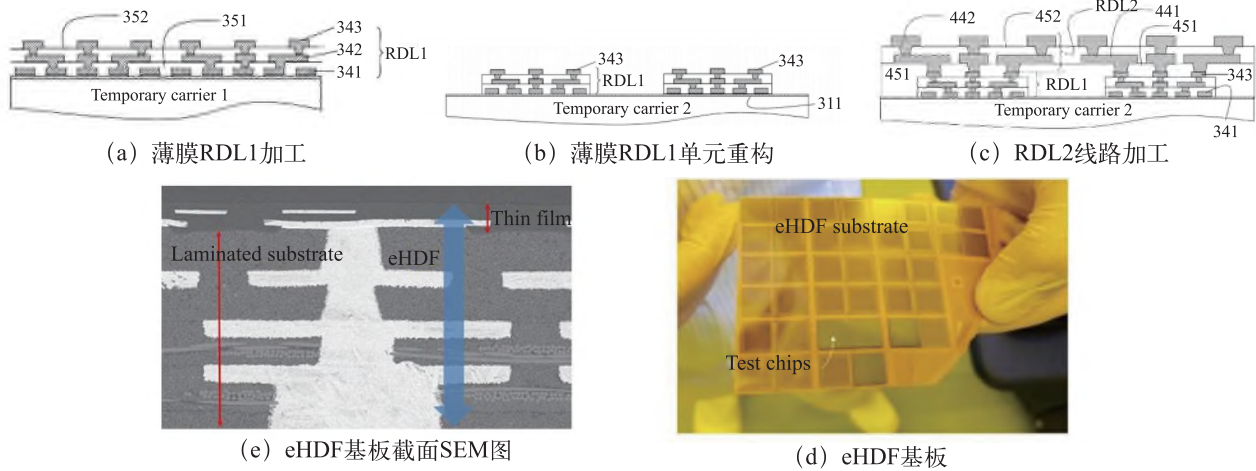 352
351
343
342
341
RDL1
Temporary carrier 1
(a) 薄膜RDL1加工
343
343
RDL1
311
Temporary carrier 2
(b) 薄膜RDL1单元重构
442
452
RDL2
441
451
451
RDL1
343
341
Temporary carrier 2
(c) RDL2线路加工
Thin film
Laminated substrate
eHDF
(e) eHDF基板截面SEM图
eHDF substrate
Test chips
(d) eHDF基板